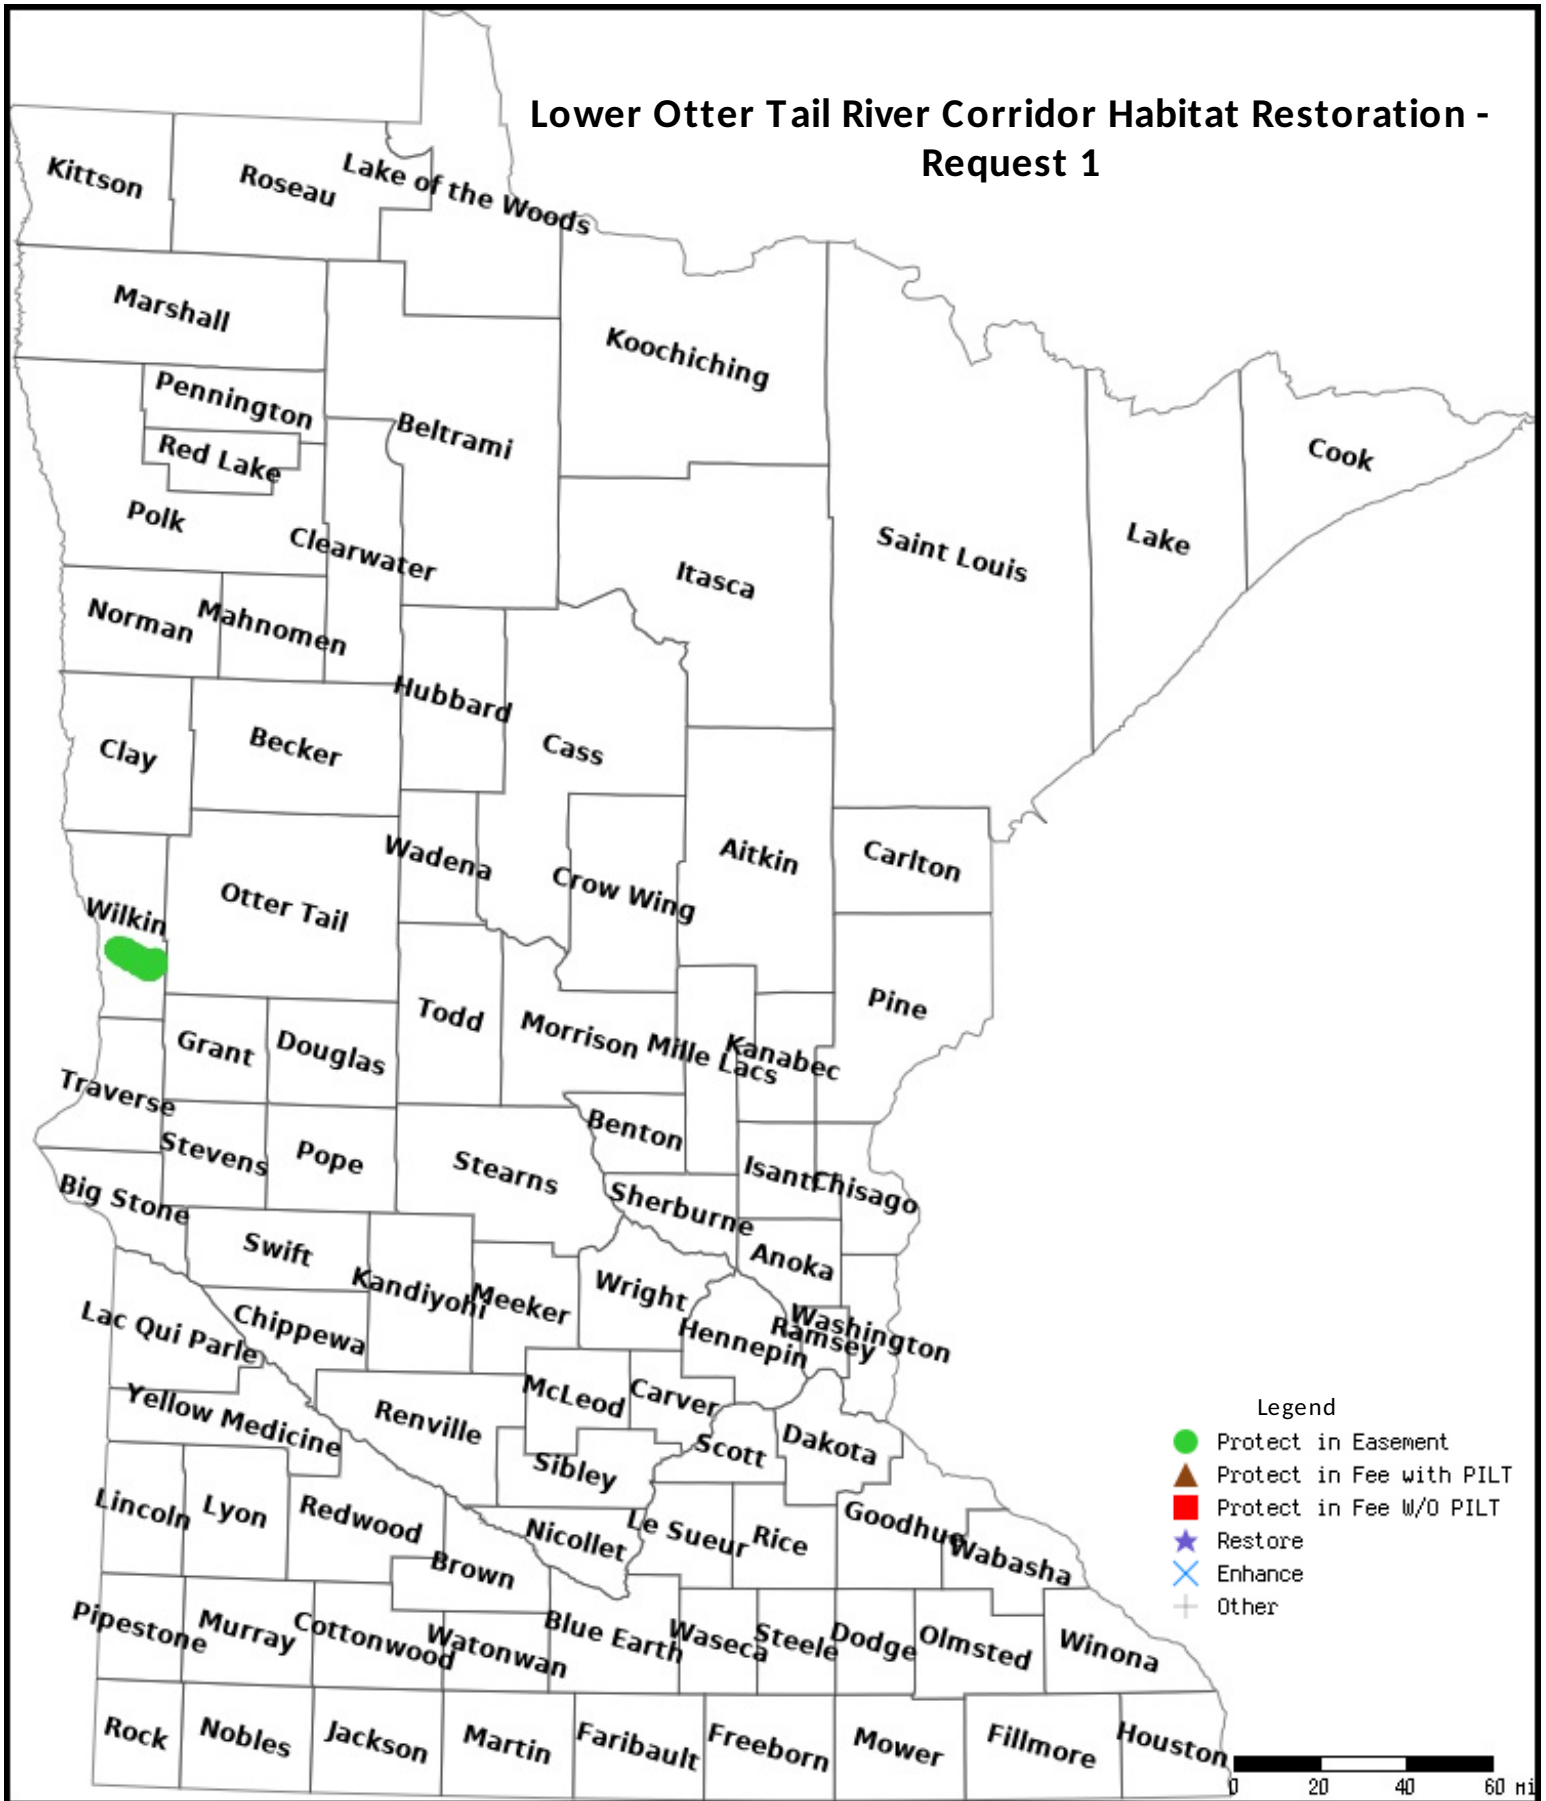 Lower Otter Tail River Corridor Habitat Restoration -
Request 1
Kittson
Roseau
Lake of the Woods
Marshall
Koochiching
Pennington
Beltrami
Red Lake
Cook
Polk
Clearwater
Saint Louis
Lake
Itasca
Norman
Mahnomen
Hubbard
Clay
Becker
Cass
Wadena
Aitkin
Carlton
Crow Wing
Otter Tail
Wilkin
Pine
Todd
Morrison
Mille Lacs
Kanabec
Grant
Douglas
Traverse
Benton
Stevens
Pope
Stearns
Isanti
Chisago
Big Stone
Sherburne
Swift
Anoka
Kandiyohi
Meeker
Wright
Washington
Ramsey
Hennepin
Lac Qui Parle
Chippewa
McLeod
Carver
Yellow Medicine
Renville
Scott
Dakota
Sibley
Legend
Protect in Easement
Protect in Fee with PILT
Protect in Fee W/O PILT
Restore
Enhance
Other
Lincoln
Lyon
Redwood
Nicollet
Le Sueur
Rice
Goodhue
Wabasha
Brown
Pipestone
Murray
Cottonwood
Watonwan
Blue Earth
Waseca
Steele
Dodge
Olmsted
Winona
Rock
Nobles
Jackson
Martin
Faribault
Freeborn
Mower
Fillmore
Houston
0 20 40 60 mi